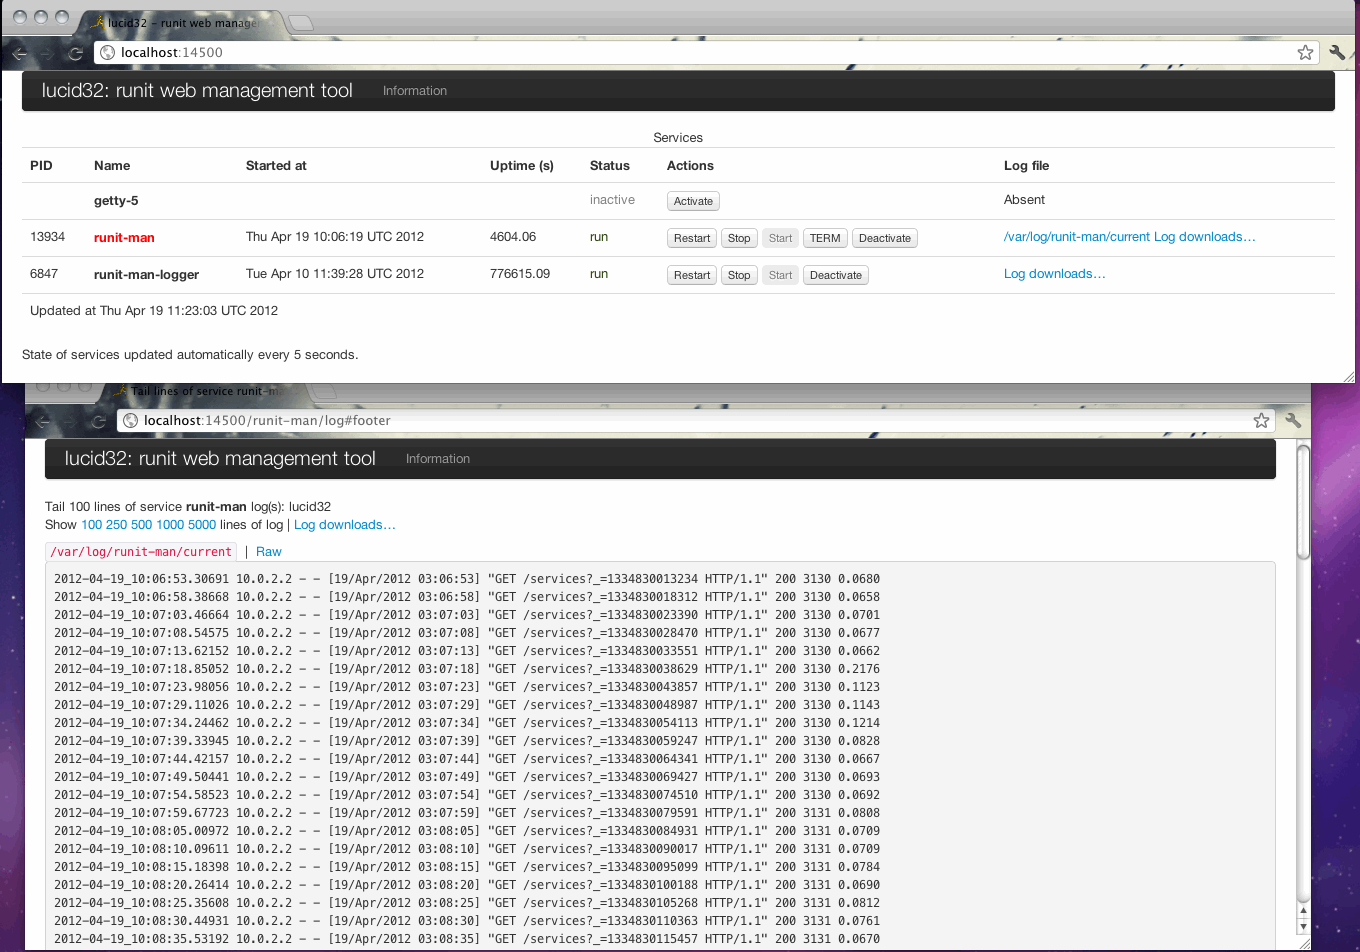 lucid32 - runit web manage
localhost:14500
lucid32: runit web management tool Information
Services
PID Name Started at Uptime (s) Status Actions Log file
getty-5 inactive Activate Absent
13934 runit-man Thu Apr 19 10:06:19 UTC 2012 4604.06 run Restart Stop Start TERM Deactivate /var/log/runit-man/current Log downloads…
6847 runit-man-logger Tue Apr 10 11:39:28 UTC 2012 776615.09 run Restart Stop Start Deactivate Log downloads…
Updated at Thu Apr 19 11:23:03 UTC 2012
State of services updated automatically every 5 seconds.
Tail lines of service runit-m
localhost:14500/runit-man/log#footer
lucid32: runit web management tool Information
Tail 100 lines of service runit-man log(s): lucid32
Show 100 250 500 1000 5000 lines of log | Log downloads…
/var/log/runit-man/current | Raw
2012-04-19_10:06:53.30691 10.0.2.2 - - [19/Apr/2012 03:06:53] "GET /services?_=1334830013234 HTTP/1.1" 200 3130 0.0680
2012-04-19_10:06:58.38668 10.0.2.2 - - [19/Apr/2012 03:06:58] "GET /services?_=1334830018312 HTTP/1.1" 200 3130 0.0658
2012-04-19_10:07:03.46664 10.0.2.2 - - [19/Apr/2012 03:07:03] "GET /services?_=1334830023390 HTTP/1.1" 200 3130 0.0701
2012-04-19_10:07:08.54575 10.0.2.2 - - [19/Apr/2012 03:07:08] "GET /services?_=1334830028470 HTTP/1.1" 200 3130 0.0677
2012-04-19_10:07:13.62152 10.0.2.2 - - [19/Apr/2012 03:07:13] "GET /services?_=1334830033551 HTTP/1.1" 200 3130 0.0662
2012-04-19_10:07:18.85052 10.0.2.2 - - [19/Apr/2012 03:07:18] "GET /services?_=1334830038629 HTTP/1.1" 200 3130 0.2176
2012-04-19_10:07:23.98056 10.0.2.2 - - [19/Apr/2012 03:07:23] "GET /services?_=1334830043857 HTTP/1.1" 200 3130 0.1123
2012-04-19_10:07:29.11026 10.0.2.2 - - [19/Apr/2012 03:07:29] "GET /services?_=1334830048987 HTTP/1.1" 200 3130 0.1143
2012-04-19_10:07:34.24462 10.0.2.2 - - [19/Apr/2012 03:07:34] "GET /services?_=1334830054113 HTTP/1.1" 200 3130 0.1214
2012-04-19_10:07:39.33945 10.0.2.2 - - [19/Apr/2012 03:07:39] "GET /services?_=1334830059247 HTTP/1.1" 200 3130 0.0828
2012-04-19_10:07:44.42157 10.0.2.2 - - [19/Apr/2012 03:07:44] "GET /services?_=1334830064341 HTTP/1.1" 200 3130 0.0667
2012-04-19_10:07:49.50441 10.0.2.2 - - [19/Apr/2012 03:07:49] "GET /services?_=1334830069427 HTTP/1.1" 200 3130 0.0693
2012-04-19_10:07:54.58523 10.0.2.2 - - [19/Apr/2012 03:07:54] "GET /services?_=1334830074510 HTTP/1.1" 200 3130 0.0692
2012-04-19_10:07:59.67723 10.0.2.2 - - [19/Apr/2012 03:07:59] "GET /services?_=1334830079591 HTTP/1.1" 200 3131 0.0808
2012-04-19_10:08:05.00972 10.0.2.2 - - [19/Apr/2012 03:08:05] "GET /services?_=1334830084931 HTTP/1.1" 200 3131 0.0709
2012-04-19_10:08:10.09611 10.0.2.2 - - [19/Apr/2012 03:08:10] "GET /services?_=1334830090017 HTTP/1.1" 200 3131 0.0709
2012-04-19_10:08:15.18398 10.0.2.2 - - [19/Apr/2012 03:08:15] "GET /services?_=1334830095099 HTTP/1.1" 200 3131 0.0784
2012-04-19_10:08:20.26414 10.0.2.2 - - [19/Apr/2012 03:08:20] "GET /services?_=1334830100188 HTTP/1.1" 200 3131 0.0690
2012-04-19_10:08:25.35608 10.0.2.2 - - [19/Apr/2012 03:08:25] "GET /services?_=1334830105268 HTTP/1.1" 200 3131 0.0812
2012-04-19_10:08:30.44931 10.0.2.2 - - [19/Apr/2012 03:08:30] "GET /services?_=1334830110363 HTTP/1.1" 200 3131 0.0761
2012-04-19_10:08:35.53192 10.0.2.2 - - [19/Apr/2012 03:08:35] "GET /services?_=1334830115457 HTTP/1.1" 200 3131 0.0670